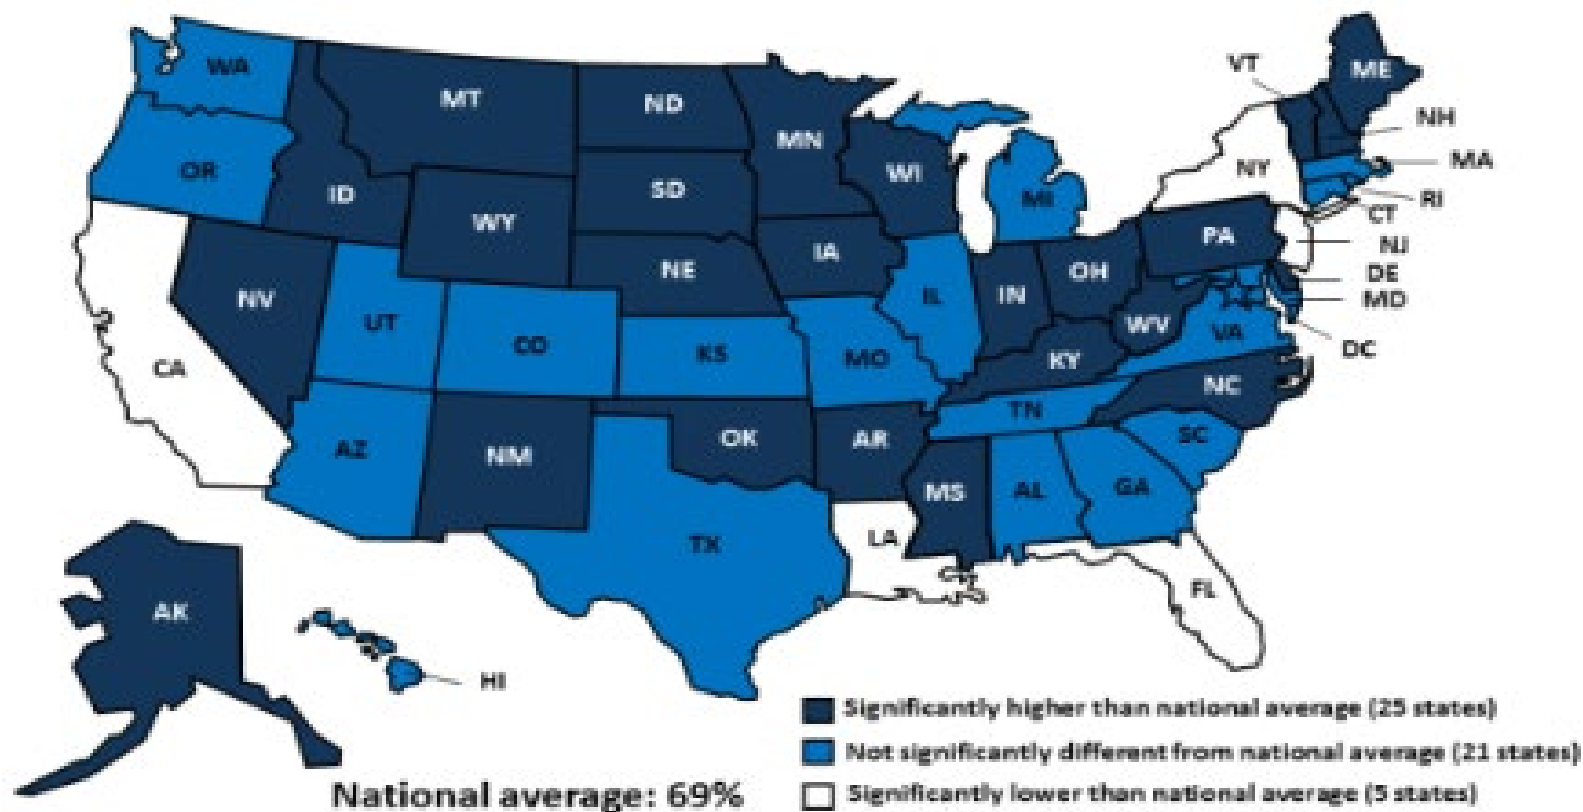 WA
MT
ND
MN
VT
ME
NH
MA
RI
CT
NJ
DE
MD
DC
OR
ID
WY
SD
WI
MI
NY
PA
NV
UT
CO
NE
IA
IL
IN
OH
WV
VA
CA
KS
MO
KY
NC
AZ
NM
OK
AR
TN
SC
MS
AL
GA
TX
LA
FL
AK
HI
Significantly higher than national average (25 states)
Not significantly different from national average (21 states)
Significantly lower than national average (5 states)
National average: 69%